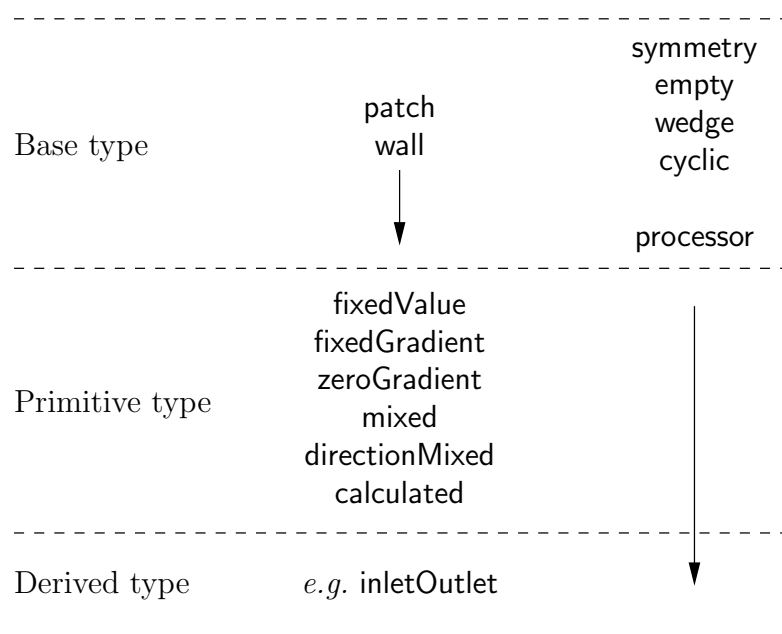 symmetry
empty
patch
wedge
Base type
wall
cyclic
processor
fixedValue
fixedGradient
zeroGradient
Primitive type
mixed
directionMixed
calculated
Derived type
e.g. inletOutlet